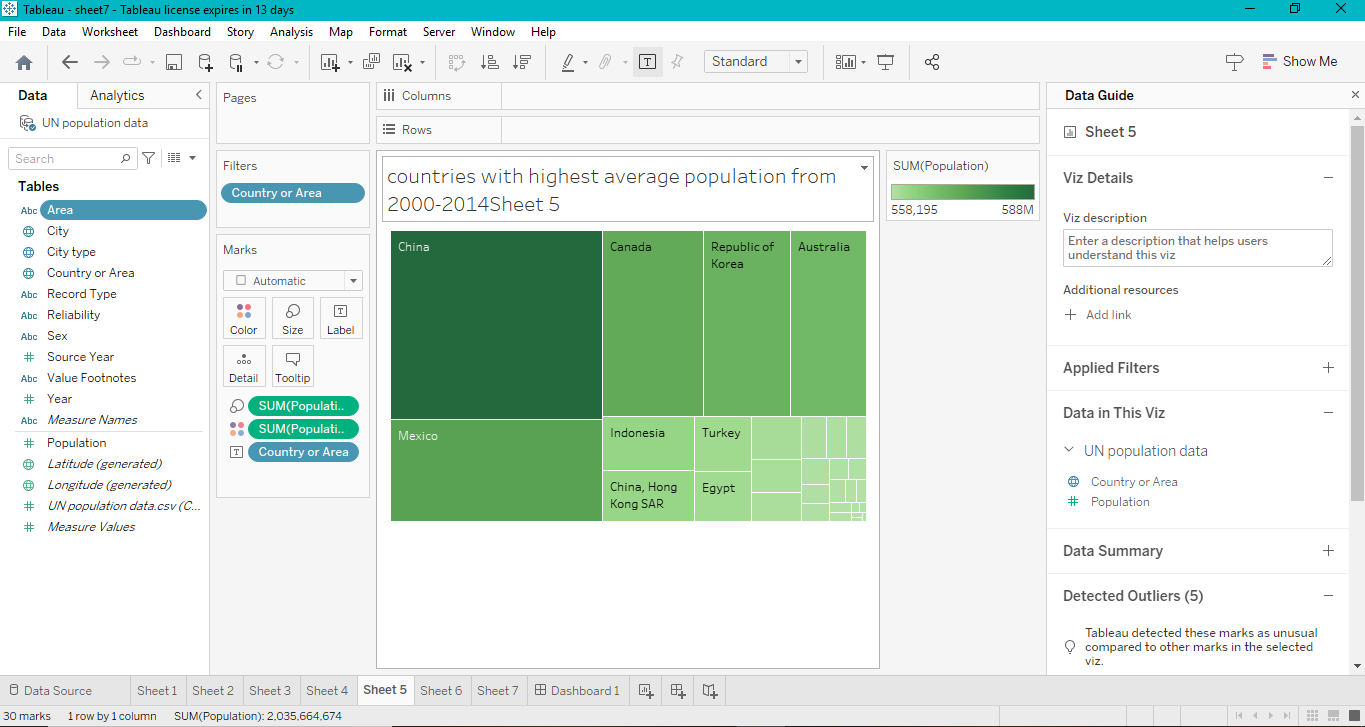 Tableau - sheet7 - Tableau license expires in 13 days
File Data Worksheet Dashboard Story Analysis Map Format Server Window Help
Standard
Show Me
Data Analytics
UN population data
Search
Tables
Abc Area
City
City type
Country or Area
Abc Record Type
Abc Reliability
Abc Sex
Source Year
Abc Value Footnotes
Year
Abc Measure Names
Population
Latitude (generated)
Longitude (generated)
UN population data.csv (C...
Measure Values
Pages
Filters
Country or Area
Marks
Automatic
Color Size Label
Detail Tooltip
SUM(Populati..
SUM(Populati..
Country or Area
Columns
Rows
countries with highest average population from
2000-2014Sheet 5
China
Mexico
Canada
Republic of
Korea
Australia
Indonesia
China, Hong
Kong SAR
Turkey
Egypt
SUM(Population)
558,195 588M
Data Guide
Sheet 5
Viz Details
Viz description
Enter a description that helps users
understand this viz
Additional resources
Add link
Applied Filters
Data in This Viz
UN population data
Country or Area
Population
Data Summary
Detected Outliers (5)
Tableau detected these marks as unusual
compared to other marks in the selected
viz.
Data Source Sheet 1 Sheet 2 Sheet 3 Sheet 4 Sheet 5 Sheet 6 Sheet 7 Dashboard 1
30 marks 1 row by 1 column SUM(Population): 2,035,664,674